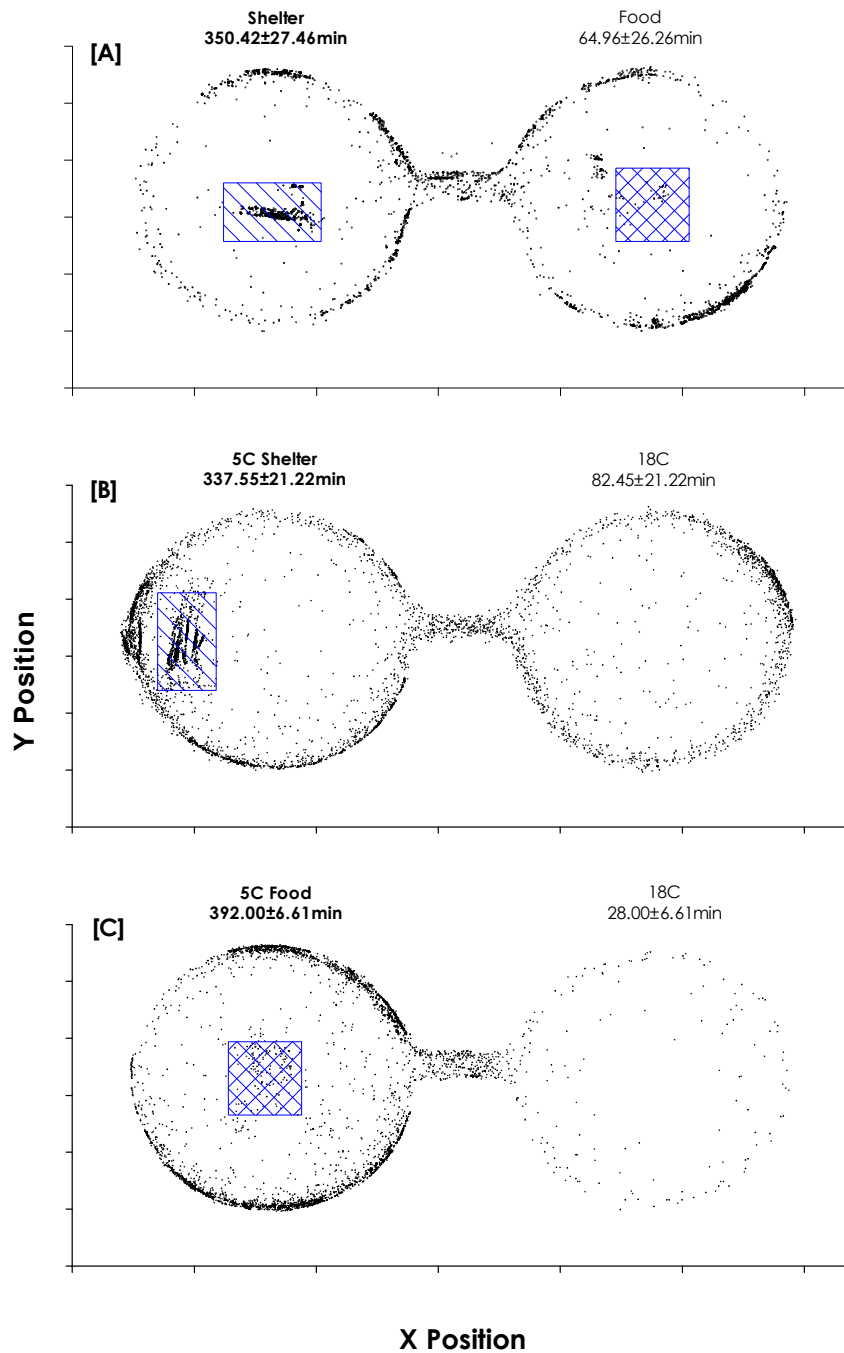 [A]
Shelter
350.42±27.46min
Food
64.96±26.26min
[B]
5C Shelter
337.55±21.22min
18C
82.45±21.22min
Y Position
[C]
5C Food
392.00±6.61min
18C
28.00±6.61min
X Position